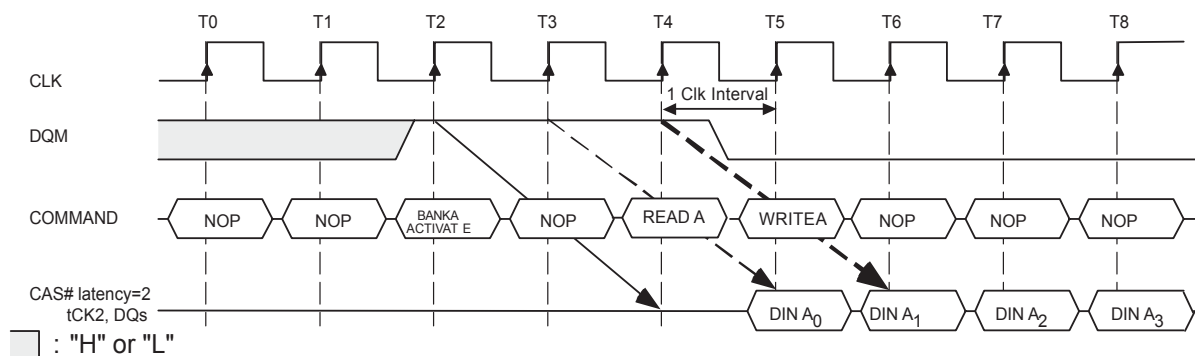 T0 T1 T2 T3 T4 T5 T6 T7 T8
CLK
1 Clk Interval
DQM
COMMAND NOP NOP BANKA ACTIVAT E NOP READ A WRITEA NOP NOP NOP
CAS# latency=2
tCK2, DQs
DIN A0 DIN A1 DIN A2 DIN A3
: "H" or "L"